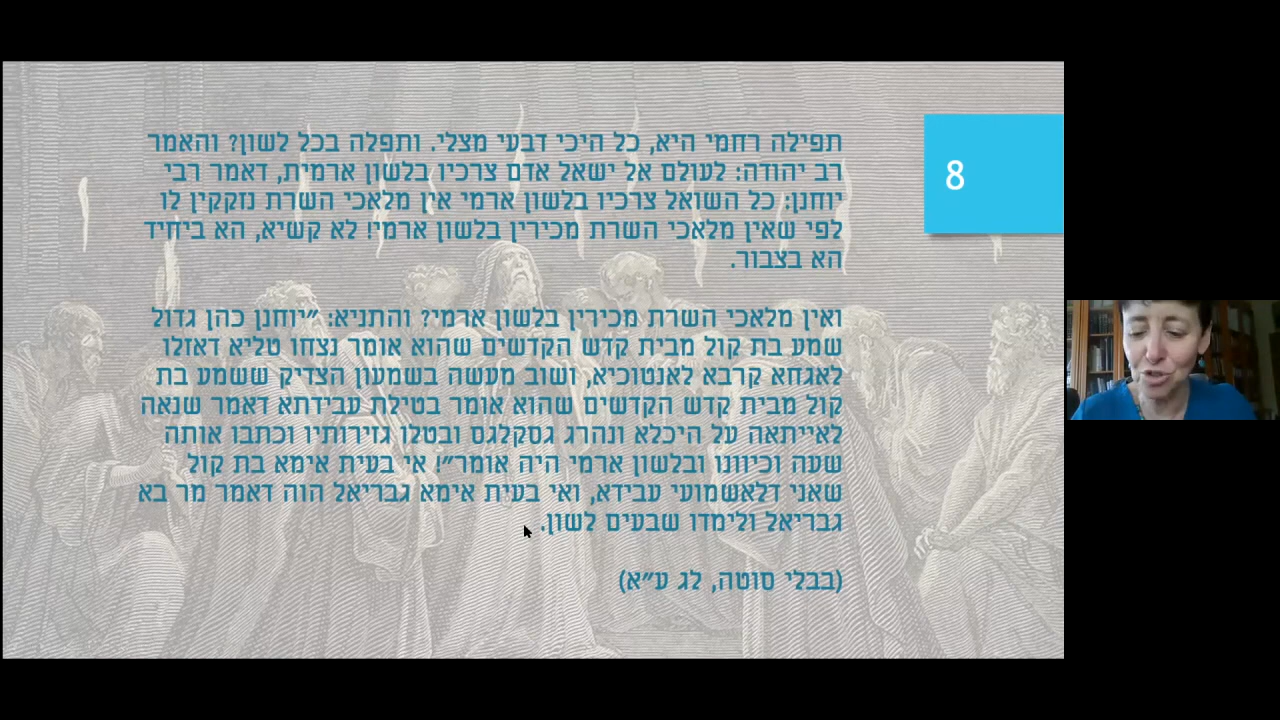 8
תפילה רחמי היא, כל היכי דבעי מצלי. ותפלה בכל לשון? והאמר
רב יהודה: לעולם אל ישאל אדם צרכיו בלשון ארמית, דאמר רבי
יוחנן: כל השואל צרכיו בלשון ארמי אין מלאכי השרת נזקקין לו
לפי שאין מלאכי השרת מכירין בלשון ארמי! לא קשיא, הא ביחיד
הא בצבור.
ואין מלאכי השרת מכירין בלשון ארמי? והתניא: ״יוחנן כהן גדול
שמע בת קול מבית קדש הקדשים שהוא אומר נצחו טליא דאזלו
לאגחא קרבא לאנטוכיא, ושוב מעשה בשמעון הצדיק ששמע בת
קול מבית קדש הקדשים שהוא אומר בטילת עבידתא דאמר שנאה
לאייתאה על היכלא ונהרג גסקלגס ובטלו גזירותיו וכתבו אותה
שעה וכיוונו ובלשון ארמי היה אומר״! אי בעית אימא בת קול
שאני דלאשמועי עבידא, ואי בעית אימא גבריאל הוה דאמר מר בא
גבריאל ולימדו שבעים לשון.
(בבלי סוטה, לג ע״א)